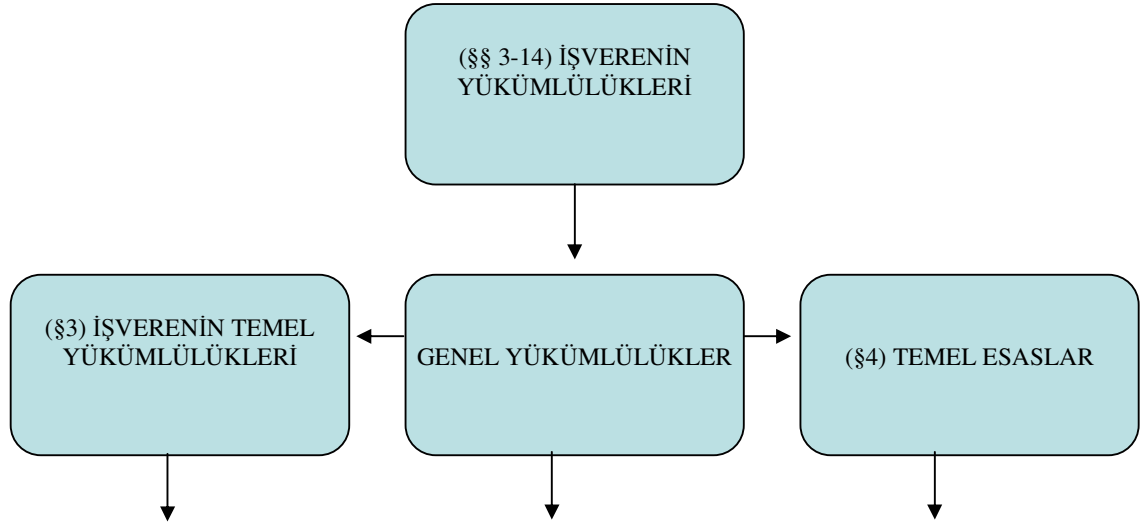 (§§ 3-14) İŞVERENİN
YÜKÜMLÜLÜKLERİ
(§3) İŞVERENİN TEMEL
YÜKÜMLÜLÜKLERİ
GENEL YÜKÜMLÜLÜKLER
(§4) TEMEL ESASLAR